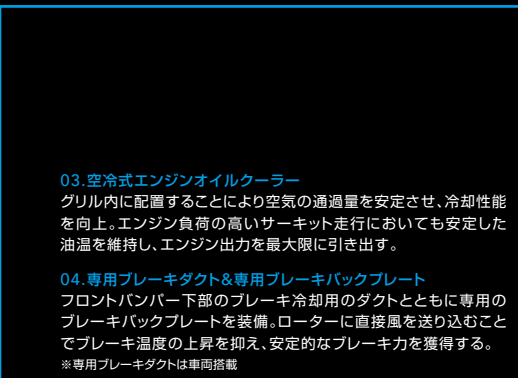 03.空冷式エンジンオイルクーラー
グリル内に配置することにより空気の通過量を安定させ、冷却性能
を向上。エンジン負荷の高いサーキット走行においても安定した
油温を維持し、エンジン出力を最大限に引き出す。
04.専用ブレーキダクト&専用ブレーキバックプレート
フロントバンパー下部のブレーキ冷却用のダクトとともに専用の
ブレーキバックプレートを装備。ローターに直接風を送り込むこと
でブレーキ温度の上昇を抑え、安定的なブレーキ力を獲得する。
※専用ブレーキダクトは車両搭載